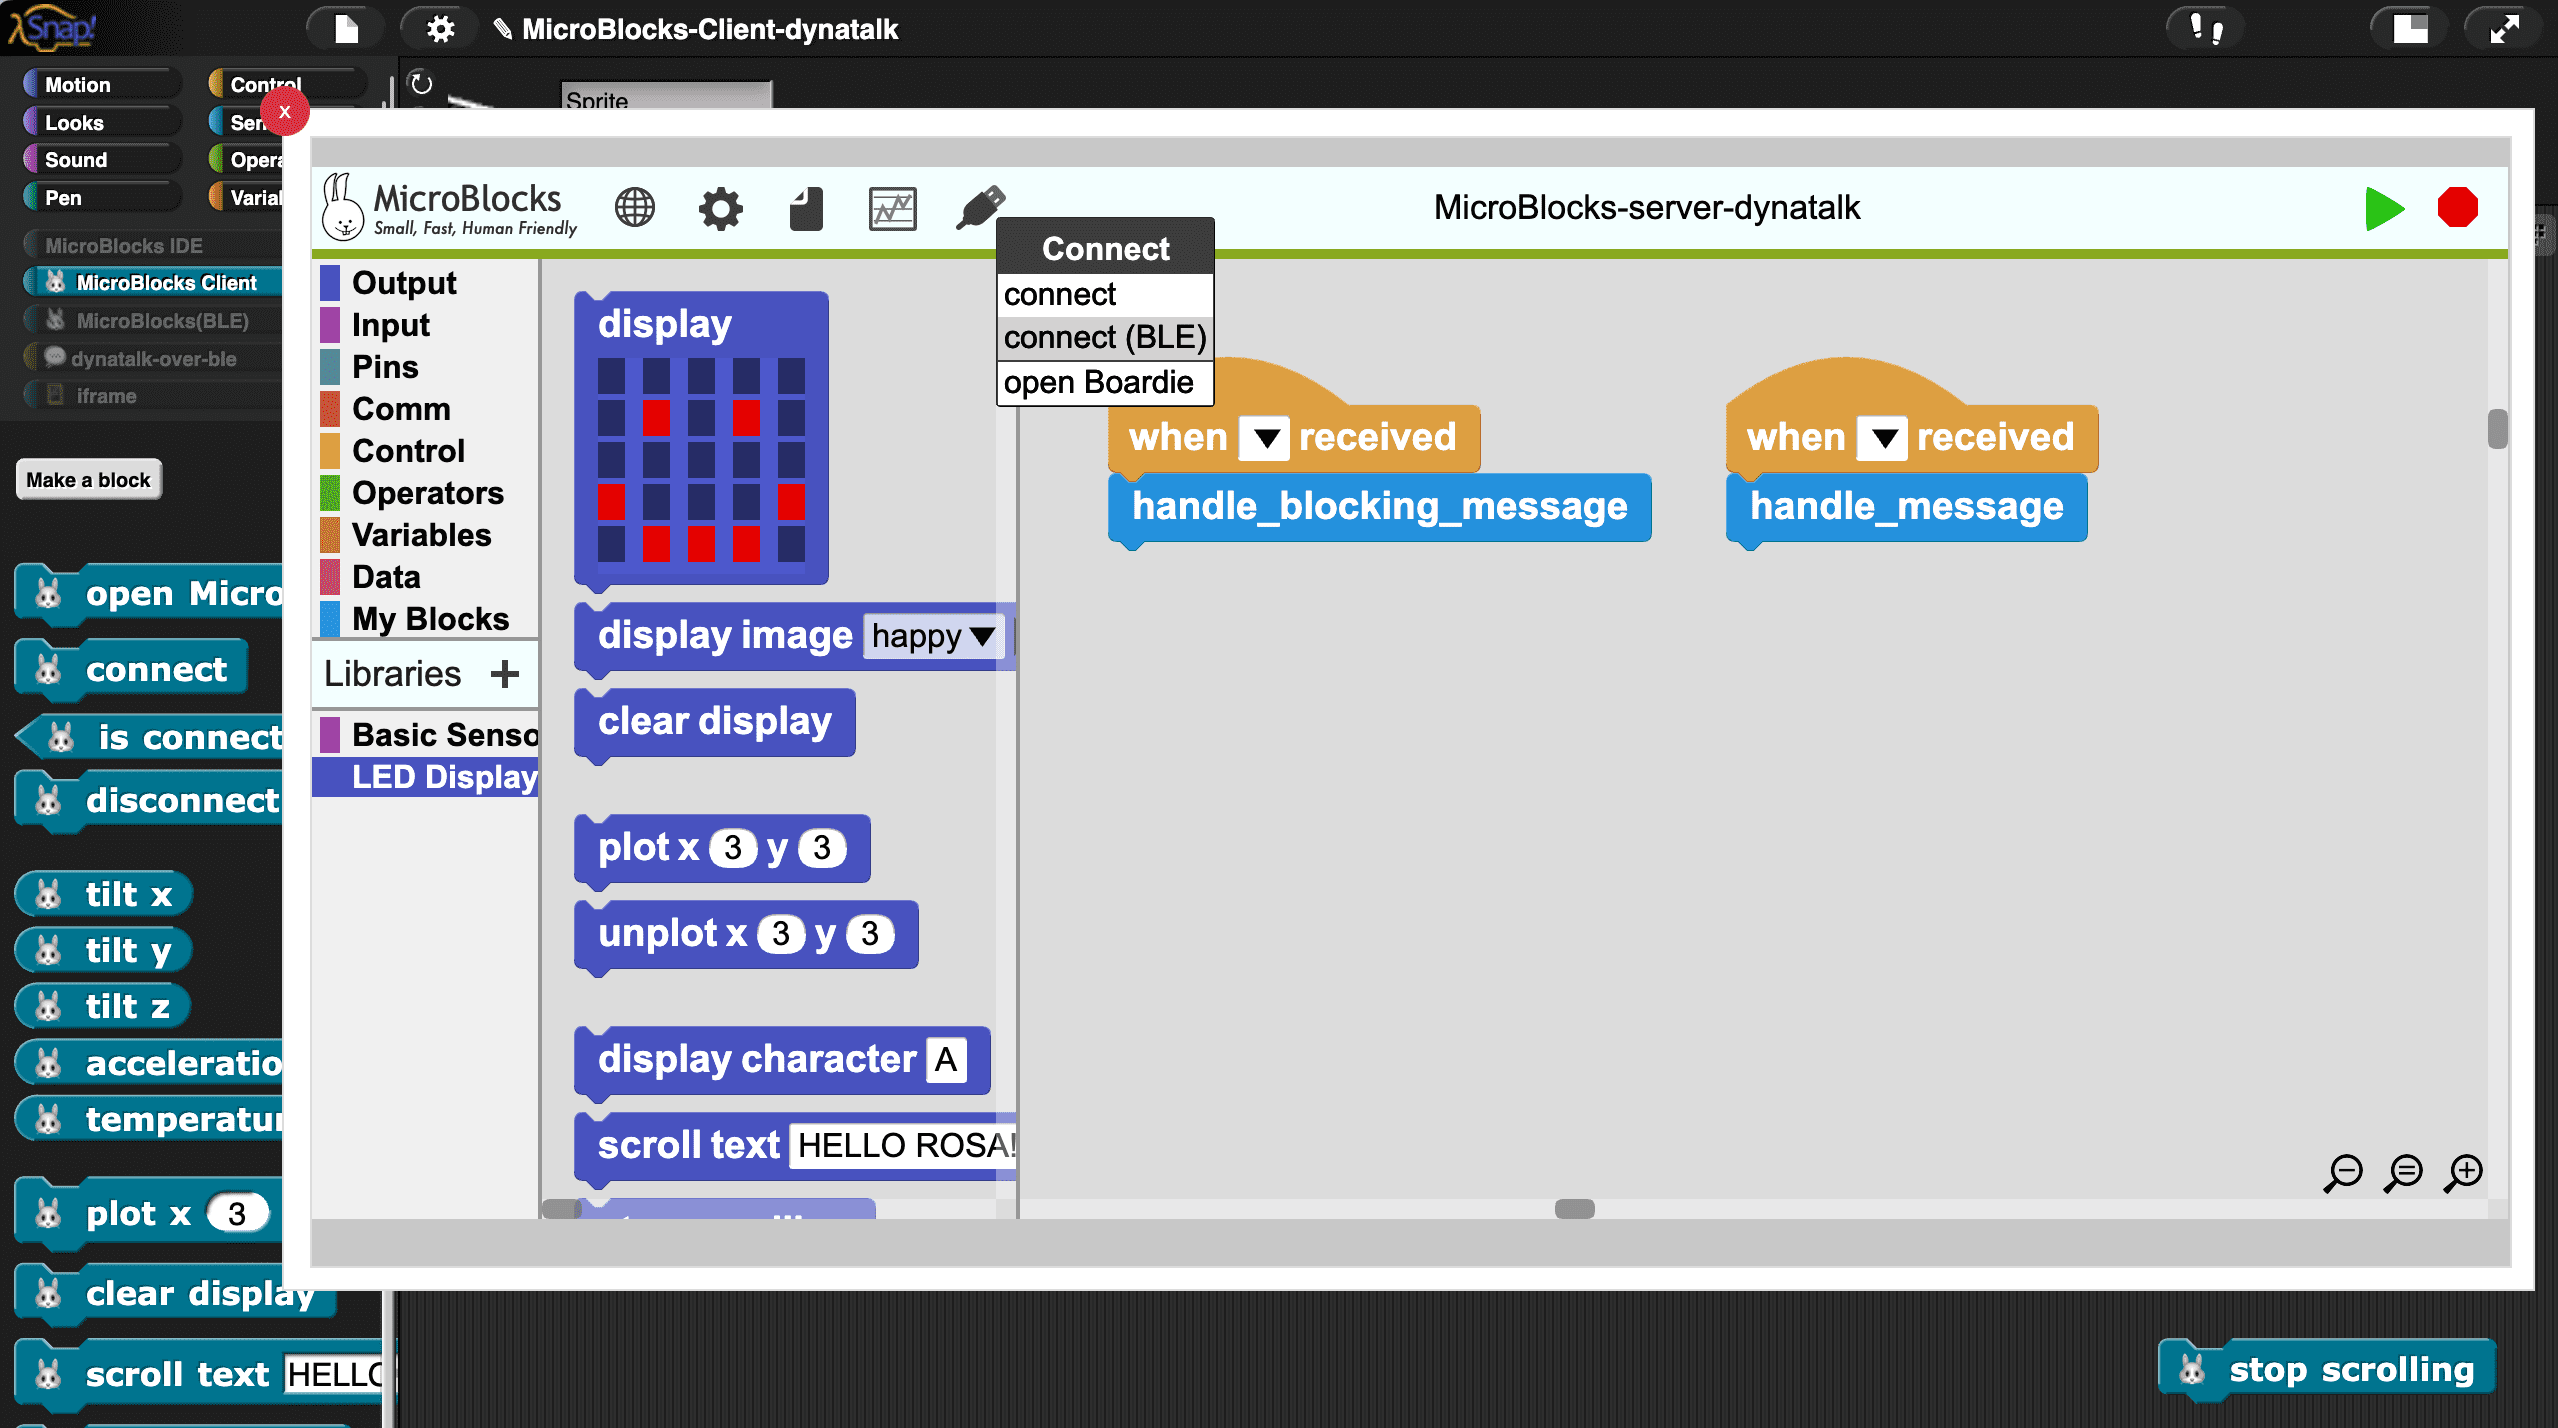 λSnap!
MicroBlocks-Client-dynatalk
Motion
Control
Looks
Sen
Sound
Opera
Pen
Varial
Sprite
x
MicroBlocks IDE
MicroBlocks Client
MicroBlocks(BLE)
dynatalk-over-ble
iframe
Make a block
open Micro
connect
is connect
disconnect
tilt x
tilt y
tilt z
acceleratio
temperatur
plot x 3
clear display
scroll text HELLO
MicroBlocks
Small, Fast, Human Friendly
MicroBlocks-server-dynatalk
Connect
connect
connect (BLE)
open Boardie
Output
Input
Pins
Comm
Control
Operators
Variables
Data
My Blocks
Libraries +
Basic Senso
LED Display
display
display image happy
clear display
plot x 3 y 3
unplot x 3 y 3
display character A
scroll text HELLO ROSA!
when received
handle_blocking_message
when received
handle_message
stop scrolling